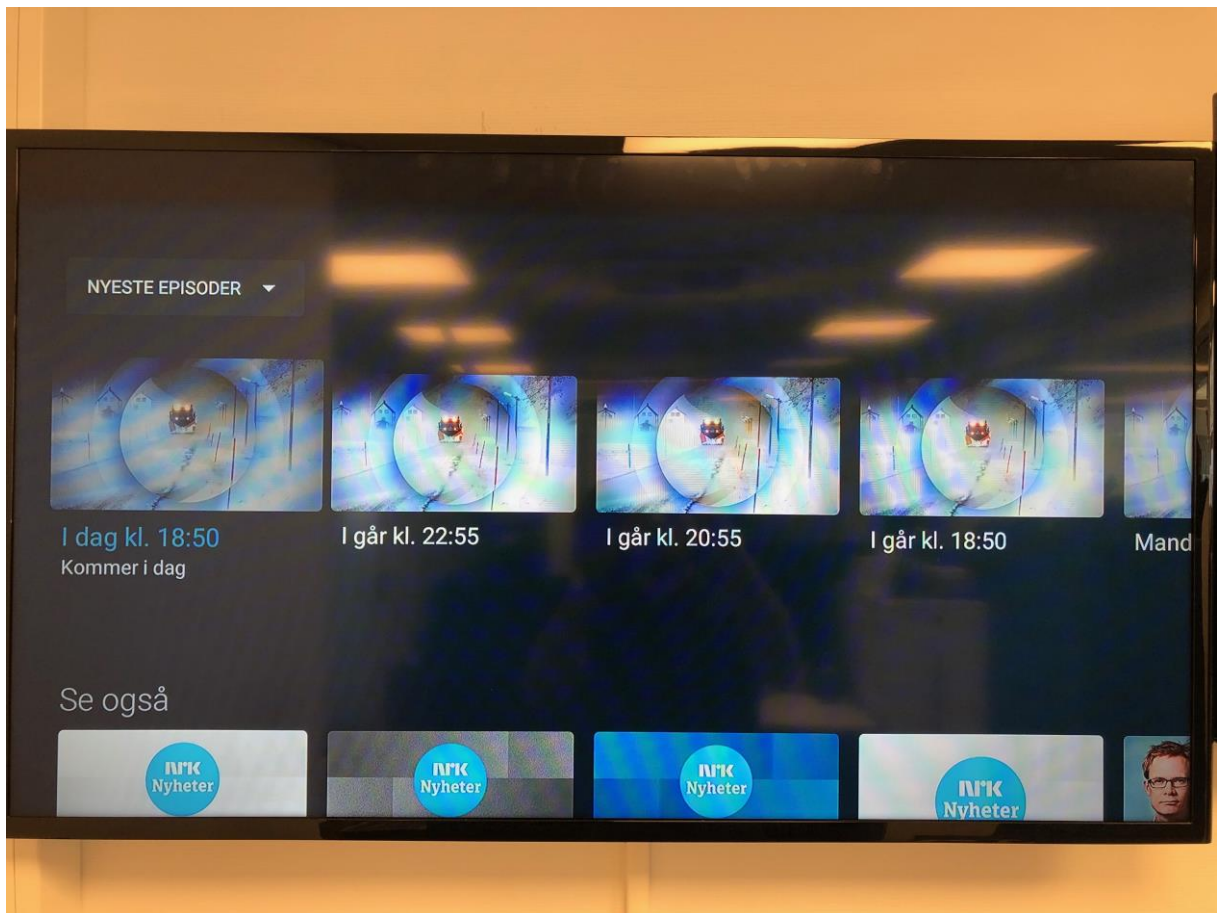 NYESTE EPISODER
I dag kl. 18:50
Kommer i dag
I går kl. 22:55
I går kl. 20:55
I går kl. 18:50
Mand
Se også
NRK
Nyheter
NRK
Nyheter
NRK
Nyheter
NRK
Nyheter